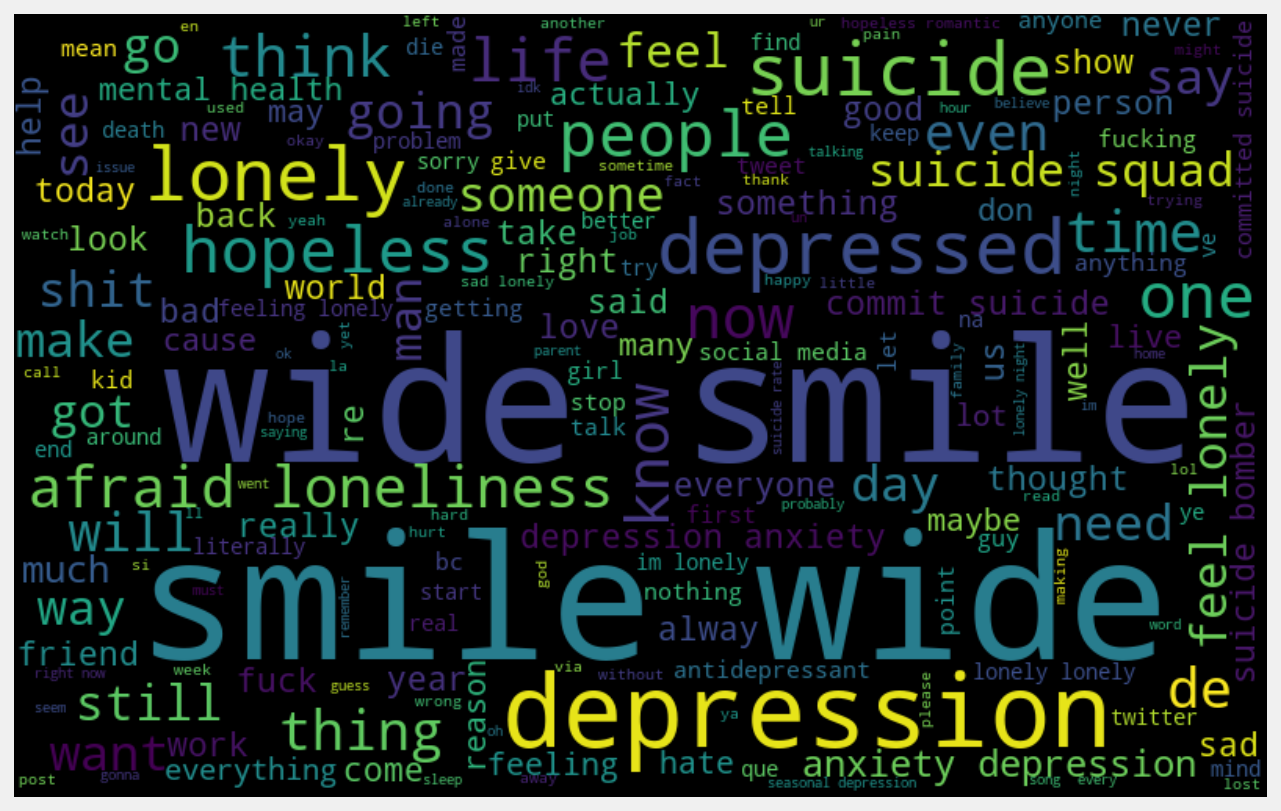 en left another ur hopeless romantic anyone never
mean go think die made life feel find pain suicide show might say
help mental health used may going idk actually put tell hour good believe person
see death new okay problem people keep even fucking committed suicide
issue lonely sorry give sometime tweet talking suicide squad night
today done already someone fact thank something don trying
watch look back yeah alone take better job un depressed time ve
hopeless right try happy little anything
shit world sad lonely said commit suicide one
bad feeling lonely getting love now na
make cause yet man parent many social media let us well live
call kid ok la girl family home
wide smile
got hope saying re stop talk know suicide rate lot lonely night im
end around
afraid went loneliness everyone day thought lol feel lonely
probably read
will ll really hard first maybe need ye suicide bomber
literally hurt depression anxiety guy
much si bc god im lonely making
smile wide
way must remember start nothing point
real alway word
friend right now week fuck year reason via without antidepressant lonely lonely
seem still guess wrong depression please de
thing oh ya twitter
want work feeling hate que anxiety depression sad
everything come mind
post gonna sleep away seasonal depression song every lost